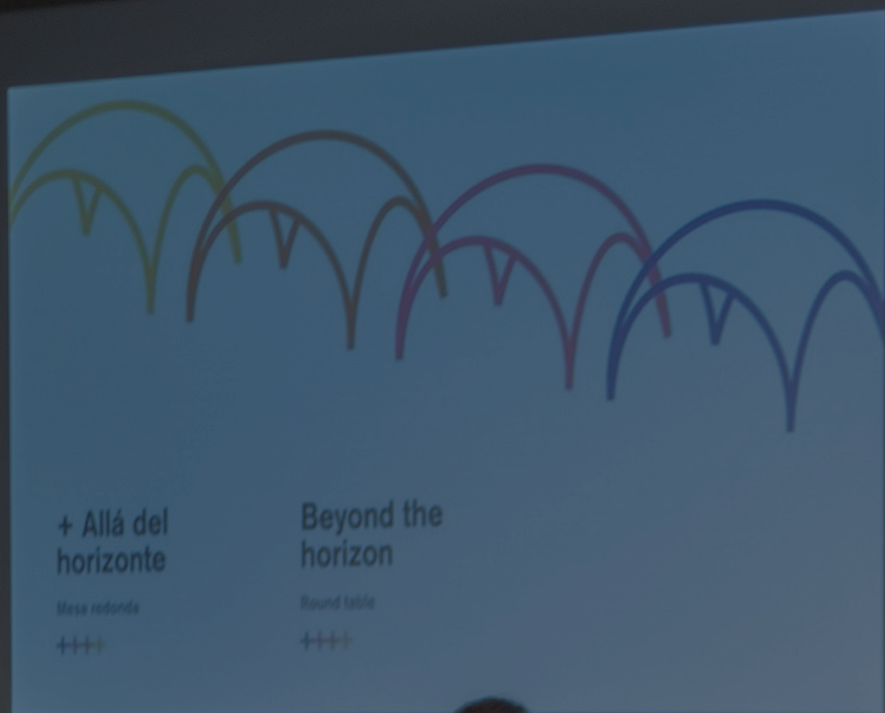 + Allá del
horizonte
Mesa redonda
++++
Beyond the
horizon
Round table
++++